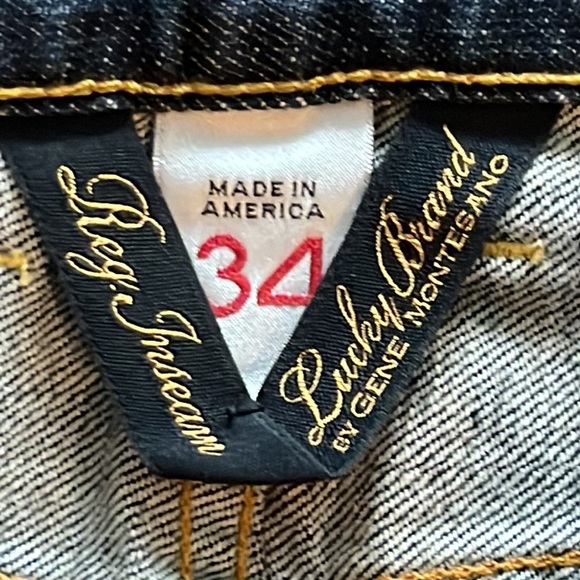 Reg. Inseam
MADE IN
AMERICA
34
Lucky Brand
BY GENE MONTESANO